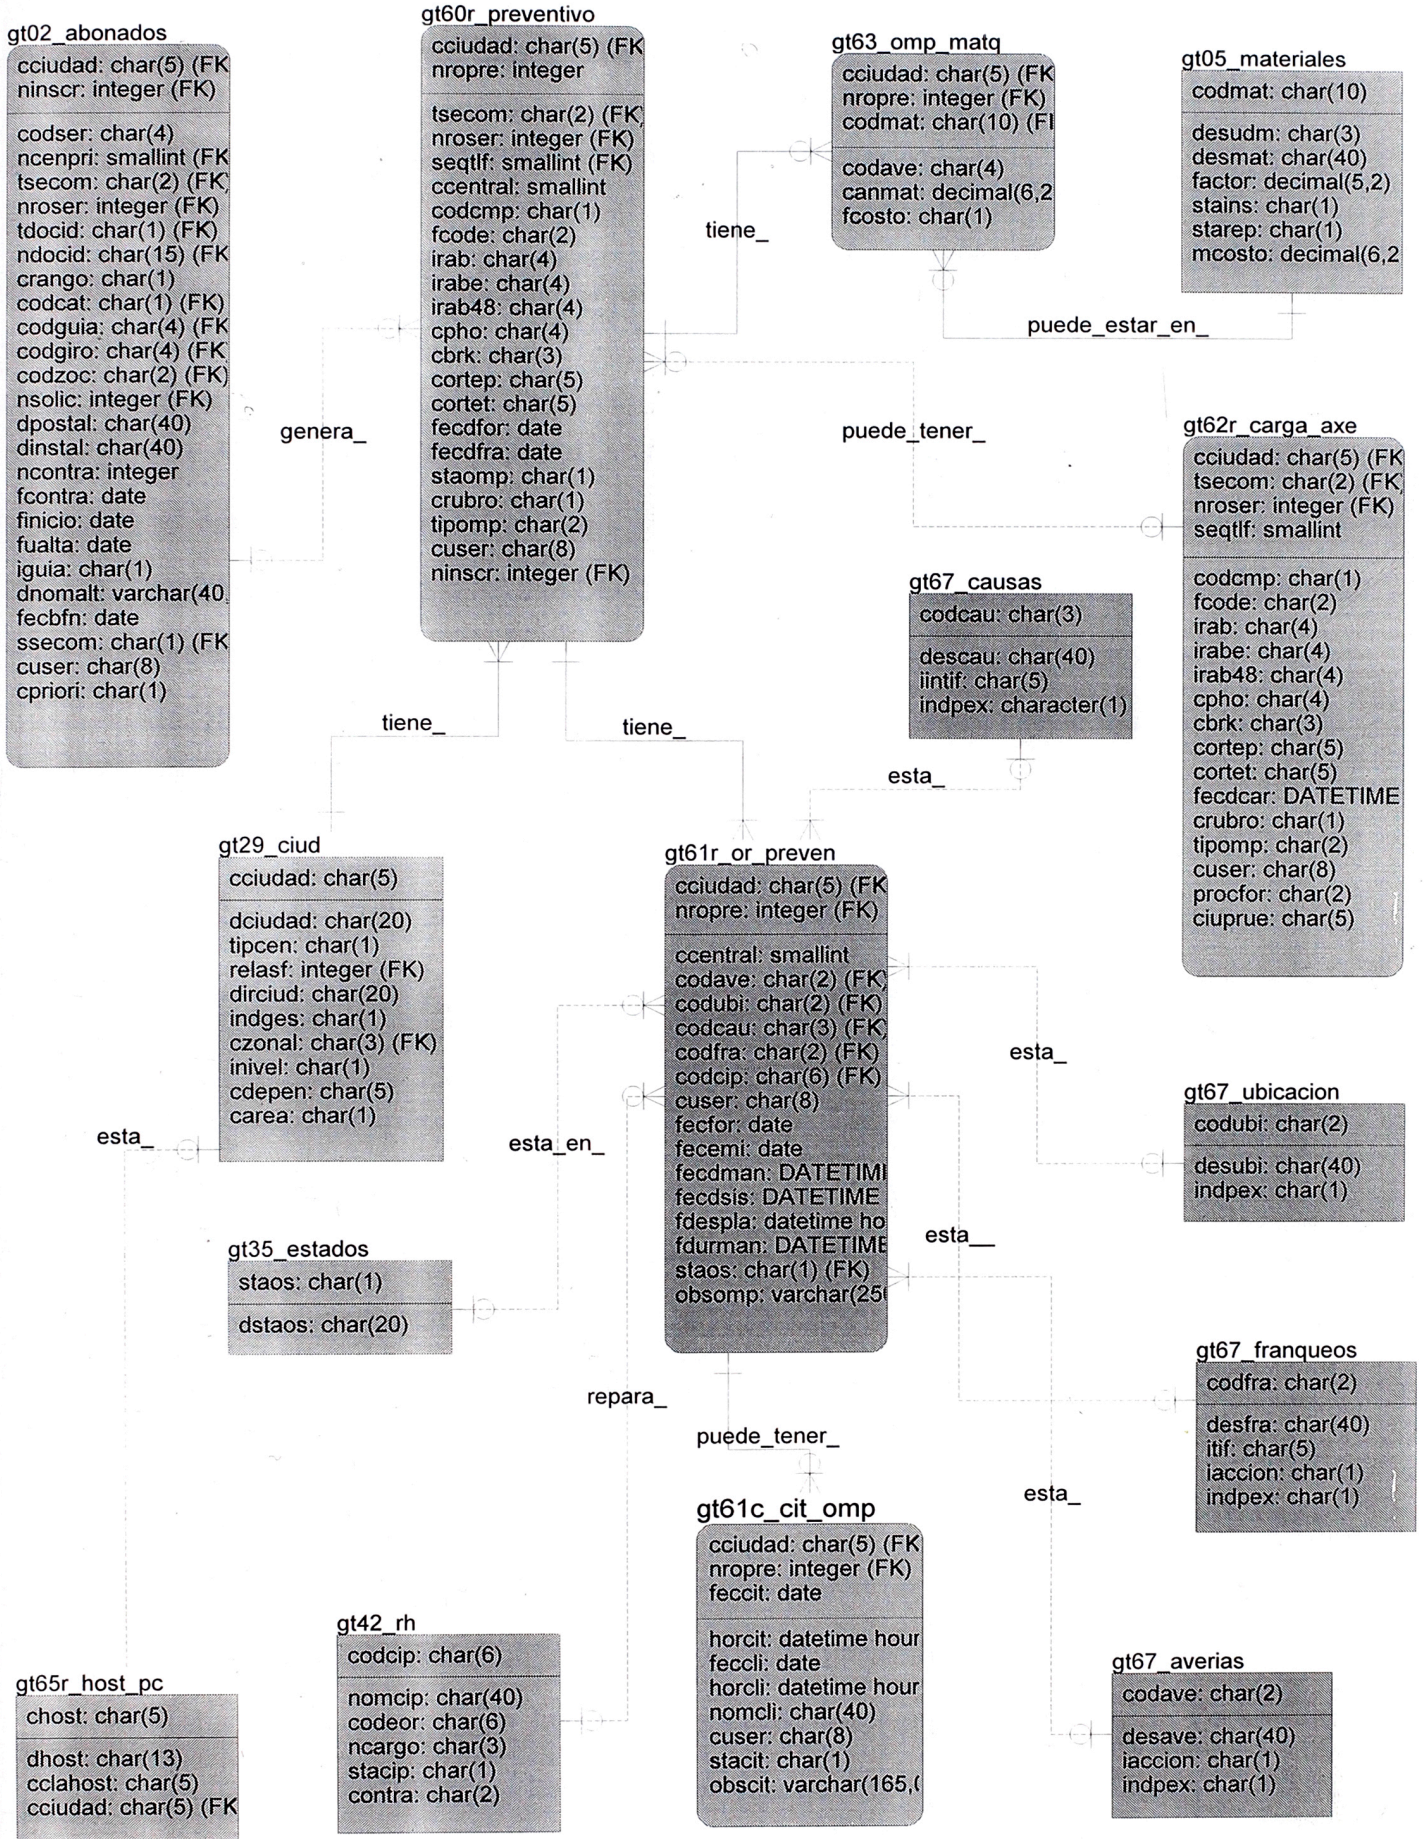 gt02_abonados
cciudad: char(5) (FK
ninscr: integer (FK)
codser: char(4)
ncenpri: smallint (FK
tsecom: char(2) (FK)
nroser: integer (FK)
tdocid: char(1) (FK)
ndocid: char(15) (FK
crango: char(1)
codcat: char(1) (FK)
codguia: char(4) (FK
codgiro: char(4) (FK
codzoc: char(2) (FK)
nsolic: integer (FK)
dpostal: char(40)
dinstal: char(40)
ncontra: integer
fcontra: date
finicio: date
fualta: date
iguia: char(1)
dnomalt: varchar(40,
fecbfn: date
ssecom: char(1) (FK
cuser: char(8)
cpriori: char(1)
genera_
gt60r_preventivo
cciudad: char(5) (FK
nropre: integer
tsecom: char(2) (FK)
nroser: integer (FK)
seqtlf: smallint (FK)
ccentral: smallint
codcmp: char(1)
fcode: char(2)
irab: char(4)
irabe: char(4)
irab48: char(4)
cpho: char(4)
cbrk: char(3)
cortep: char(5)
cortet: char(5)
fecdfor: date
fecdfra: date
staomp: char(1)
crubro: char(1)
tipomp: char(2)
cuser: char(8)
ninscr: integer (FK)
tiene_
gt63_omp_matq
cciudad: char(5) (FK
nropre: integer (FK)
codmat: char(10) (FI
codave: char(4)
canmat: decimal(6,2
fcosto: char(1)
gt05_materiales
codmat: char(10)
desudm: char(3)
desmat: char(40)
factor: decimal(5,2)
stains: char(1)
starep: char(1)
mcosto: decimal(6,2
puede_estar_en_
puede_tener_
gt62r_carga_axe
cciudad: char(5) (FK
tsecom: char(2) (FK)
nroser: integer (FK)
seqtlf: smallint
codcmp: char(1)
fcode: char(2)
irab: char(4)
irabe: char(4)
irab48: char(4)
cpho: char(4)
cbrk: char(3)
cortep: char(5)
cortet: char(5)
fecdcar: DATETIME
crubro: char(1)
tipomp: char(2)
cuser: char(8)
procfor: char(2)
ciuprue: char(5)
gt67_causas
codcau: char(3)
descau: char(40)
iintif: char(5)
indpex: character(1)
tiene_
tiene_
esta_
gt29_ciud
cciudad: char(5)
dciudad: char(20)
tipcen: char(1)
relasf: integer (FK)
dirciud: char(20)
indges: char(1)
czonal: char(3) (FK)
inivel: char(1)
cdepen: char(5)
carea: char(1)
esta_
gt61r_or_preven
cciudad: char(5) (FK
nropre: integer (FK)
ccentral: smallint
codave: char(2) (FK)
codubi: char(2) (FK)
codcau: char(3) (FK)
codfra: char(2) (FK)
codcip: char(6) (FK)
cuser: char(8)
fecfor: date
fecemi: date
fecdman: DATETIMI
fecdsis: DATETIME
fdespla: datetime ho
fdurman: DATETIME
staos: char(1) (FK)
obsomp: varchar(250
esta_en_
esta_
gt67_ubicacion
codubi: char(2)
desubi: char(40)
indpex: char(1)
esta__
gt35_estados
staos: char(1)
dstaos: char(20)
gt67_franqueos
codfra: char(2)
desfra: char(40)
itif: char(5)
iaccion: char(1)
indpex: char(1)
repara_
puede_tener_
esta_
gt61c_cit_omp
cciudad: char(5) (FK
nropre: integer (FK)
feccit: date
horcit: datetime hour
feccli: date
horcli: datetime hour
nomcli: char(40)
cuser: char(8)
stacit: char(1)
obscit: varchar(165,(
gt42_rh
codcip: char(6)
nomcip: char(40)
codeor: char(6)
ncargo: char(3)
stacip: char(1)
contra: char(2)
gt65r_host_pc
chost: char(5)
dhost: char(13)
cclahost: char(5)
cciudad: char(5) (FK
gt67_averias
codave: char(2)
desave: char(40)
iaccion: char(1)
indpex: char(1)